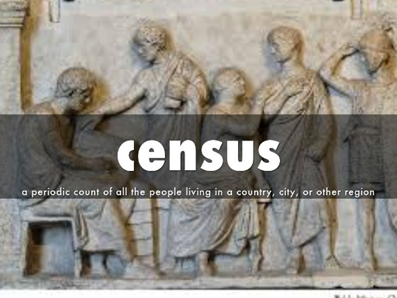 census
a periodic count of all the people living in a country, city, or other region